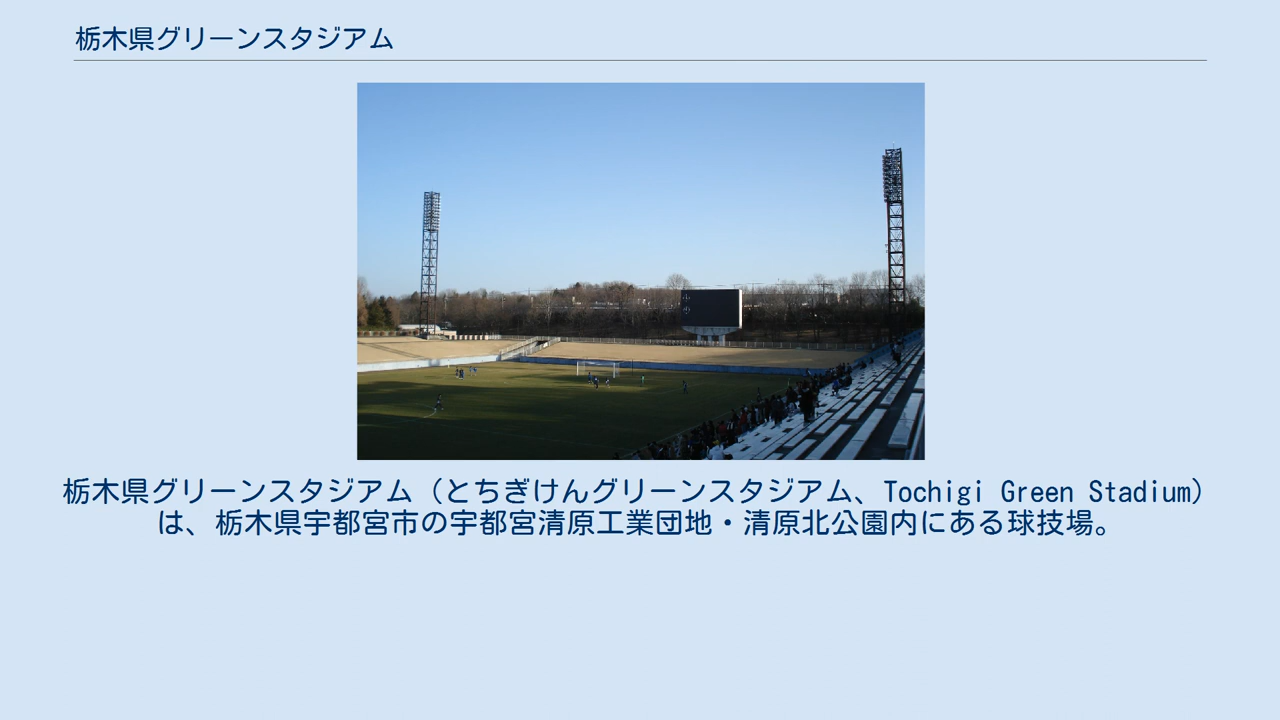 栃木県グリーンスタジアム
栃木県グリーンスタジアム（とちぎけんグリーンスタジアム、Tochigi Green Stadium）
は、栃木県宇都宮市の宇都宮清原工業団地・清原北公園内にある球技場。